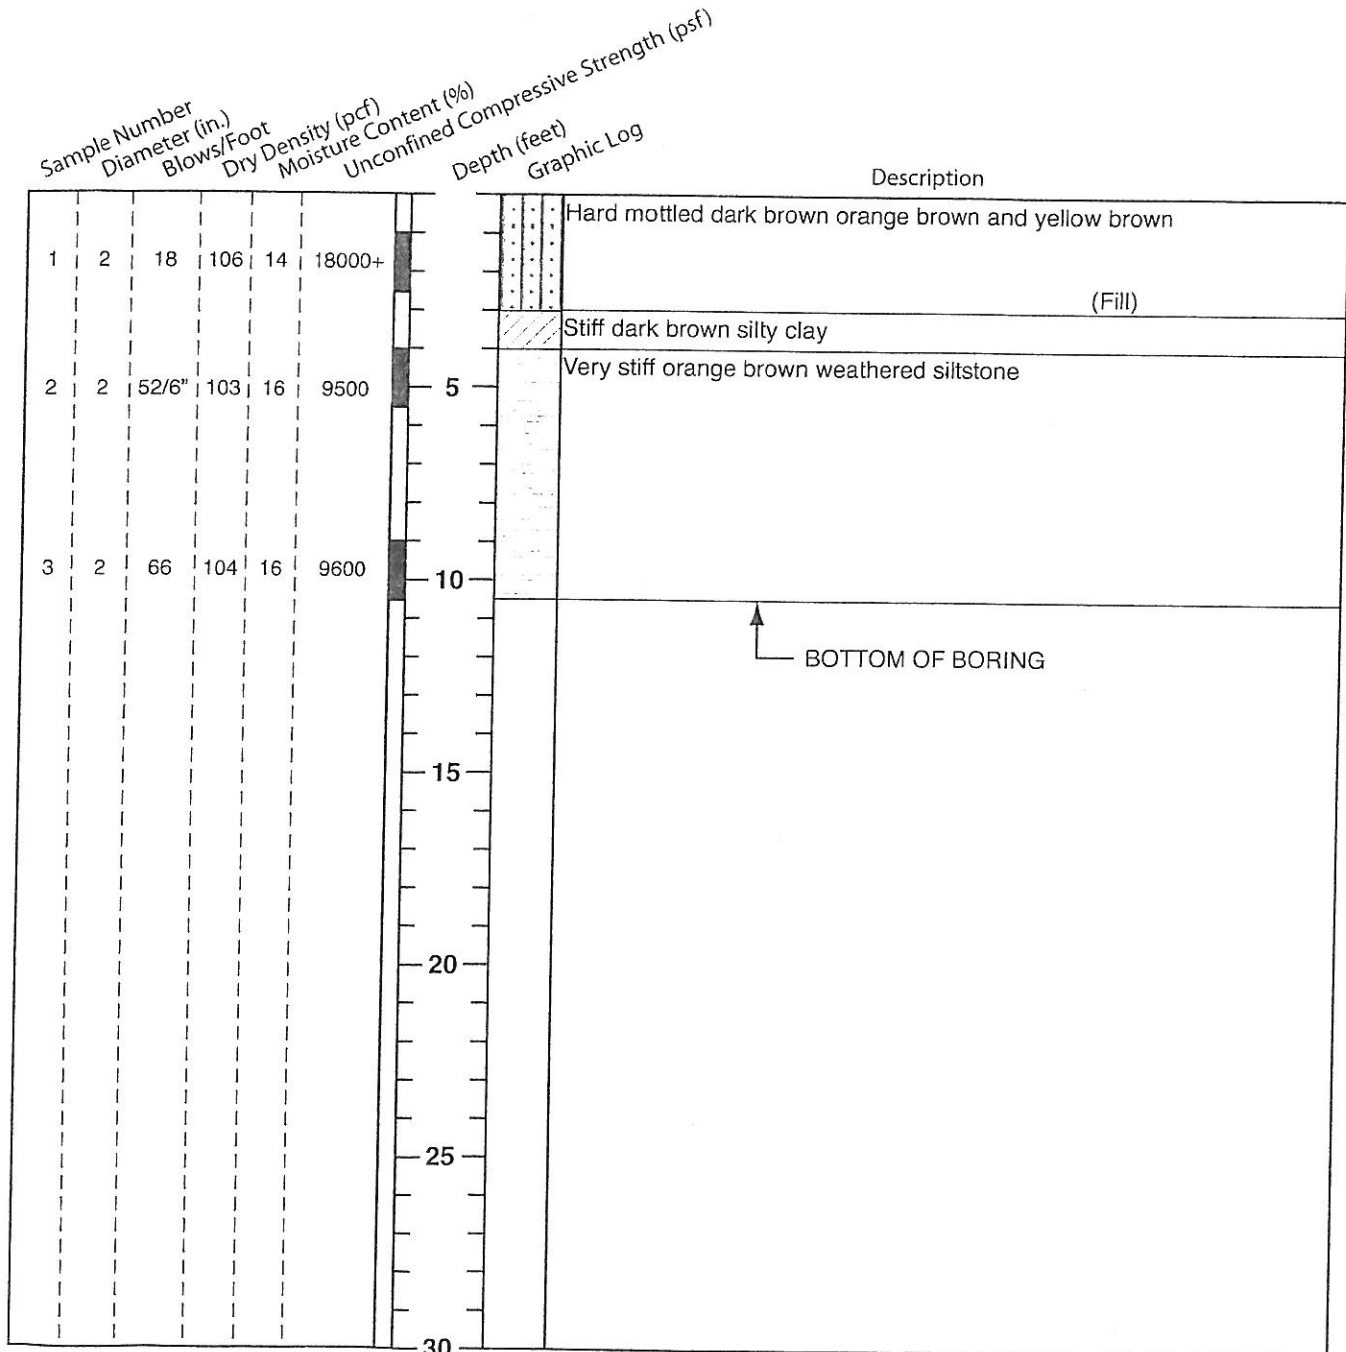 Sample Number
Diameter (in.)
Blows/Foot
Dry Density (pcf)
Moisture Content (%)
Unconfined Compressive Strength (psf)
Depth (feet)
Graphic Log
Description
Hard mottled dark brown orange brown and yellow brown
1 2 18 106 14 18000+
(Fill)
Stiff dark brown silty clay
Very stiff orange brown weathered siltstone
2 2 52/6" 103 16 9500 5
3 2 66 104 16 9600 10
BOTTOM OF BORING
15
20
25
30